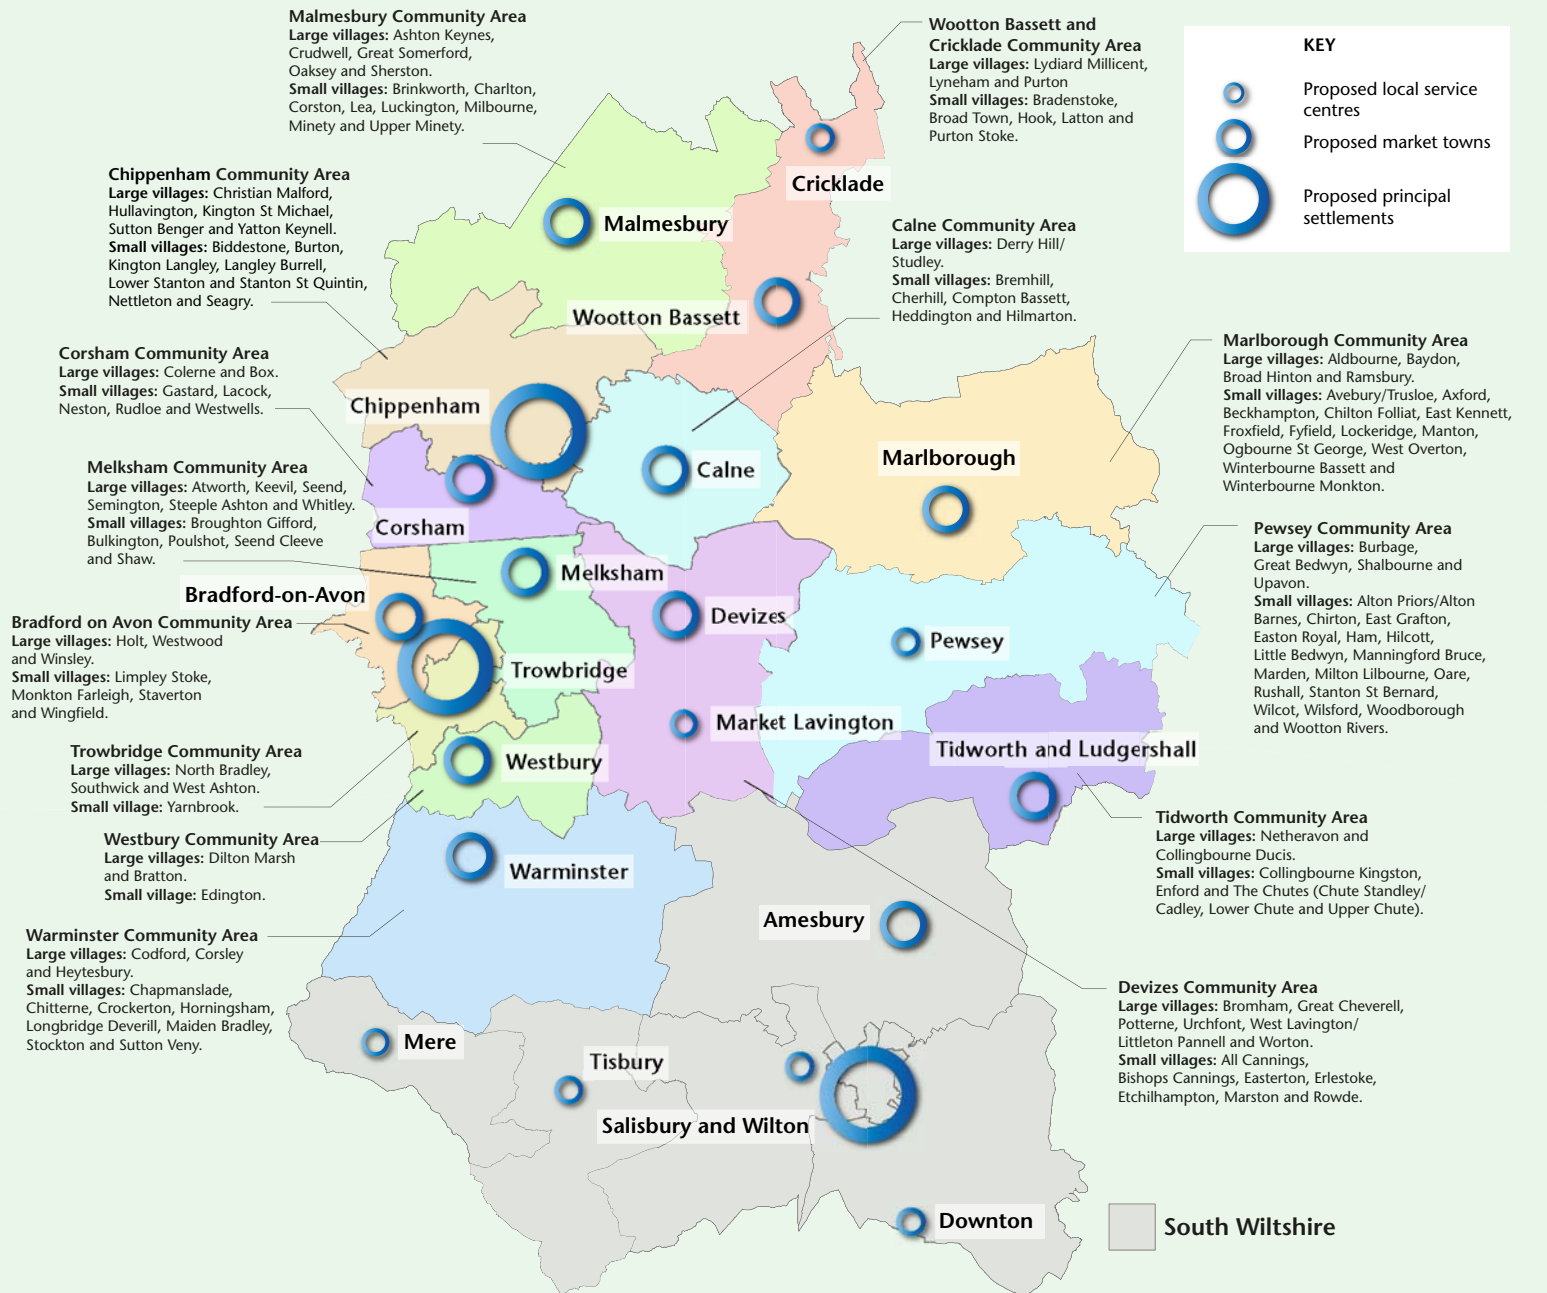 Malmesbury Community Area
Large villages: Ashton Keynes,
Crudwell, Great Somerford,
Oaksey and Sherston.
Small villages: Brinkworth, Charlton,
Corston, Lea, Luckington, Milbourne,
Minety and Upper Minety.
Wootton Bassett and
Cricklade Community Area
Large villages: Lydiard Millicent,
Lyneham and Purton
Small villages: Bradenstoke,
Broad Town, Hook, Latton and
Purton Stoke.
KEY
Proposed local service
centres
Proposed market towns
Proposed principal
settlements
Chippenham Community Area
Large villages: Christian Malford,
Hullavington, Kington St Michael,
Sutton Benger and Yatton Keynell.
Small villages: Biddestone, Burton,
Kington Langley, Langley Burrell,
Lower Stanton and Stanton St Quintin,
Nettleton and Seagry.
Cricklade
Malmesbury
Calne Community Area
Large villages: Derry Hill/
Studley.
Small villages: Bremhill,
Cherhill, Compton Bassett,
Heddington and Hilmarton.
Wootton Bassett
Corsham Community Area
Large villages: Colerne and Box.
Small villages: Gastard, Lacock,
Neston, Rudloe and Westwells.
Marlborough Community Area
Large villages: Aldbourne, Baydon,
Broad Hinton and Ramsbury.
Small villages: Avebury/Trusloe, Axford,
Beckhampton, Chilton Folliat, East Kennett,
Froxfield, Fyfield, Lockeridge, Manton,
Ogbourne St George, West Overton,
Winterbourne Bassett and
Winterbourne Monkton.
Chippenham
Marlborough
Calne
Melksham Community Area
Large villages: Atworth, Keevil, Seend,
Semington, Steeple Ashton and Whitley.
Small villages: Broughton Gifford,
Bulkington, Poulshot, Seend Cleeve
and Shaw.
Corsham
Pewsey Community Area
Large villages: Burbage,
Great Bedwyn, Shalbourne and
Upavon.
Small villages: Alton Priors/Alton
Barnes, Chirton, East Grafton,
Easton Royal, Ham, Hilcott,
Little Bedwyn, Manningford Bruce,
Marden, Milton Lilbourne, Oare,
Rushall, Stanton St Bernard,
Wilcot, Wilsford, Woodborough
and Wootton Rivers.
Melksham
Bradford-on-Avon
Devizes
Pewsey
Bradford on Avon Community Area
Large villages: Holt, Westwood
and Winsley.
Small villages: Limpley Stoke,
Monkton Farleigh, Staverton
and Wingfield.
Trowbridge
Market Lavington
Tidworth and Ludgershall
Westbury
Trowbridge Community Area
Large villages: North Bradley,
Southwick and West Ashton.
Small village: Yarnbrook.
Tidworth Community Area
Large villages: Netheravon and
Collingbourne Ducis.
Small villages: Collingbourne Kingston,
Enford and The Chutes (Chute Standley/
Cadley, Lower Chute and Upper Chute).
Westbury Community Area
Large villages: Dilton Marsh
and Bratton.
Small village: Edington.
Warminster
Amesbury
Warminster Community Area
Large villages: Codford, Corsley
and Heytesbury.
Small villages: Chapmanslade,
Chitterne, Crockerton, Horningsham,
Longbridge Deverill, Maiden Bradley,
Stockton and Sutton Veny.
Devizes Community Area
Large villages: Bromham, Great Cheverell,
Potterne, Urchfont, West Lavington/
Littleton Pannell and Worton.
Small villages: All Cannings,
Bishops Cannings, Easterton, Erlestoke,
Etchilhampton, Marston and Rowde.
Mere
Tisbury
Salisbury and Wilton
Downton
South Wiltshire